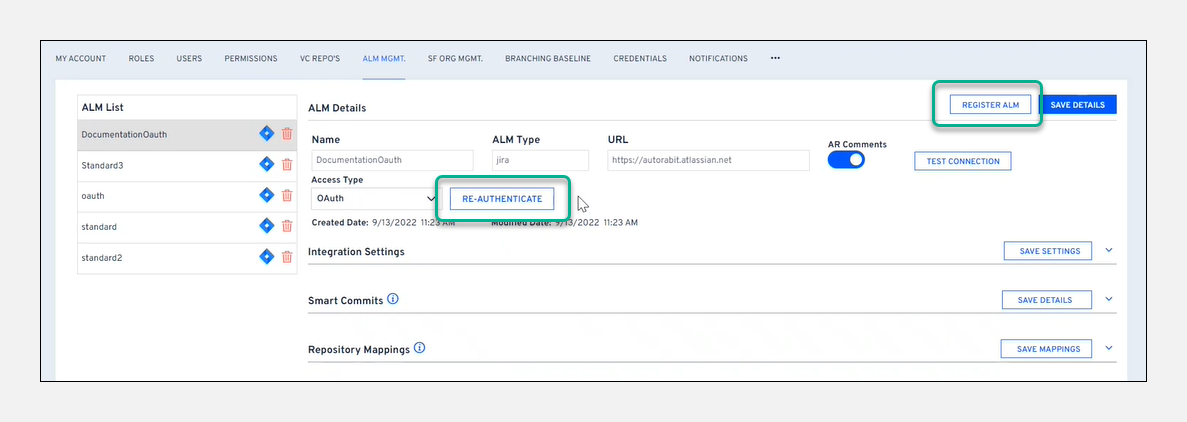 MY ACCOUNT ROLES USERS PERMISSIONS VC REPO'S ALM MGMT. SF ORG MGMT. BRANCHING BASELINE CREDENTIALS NOTIFICATIONS •••
ALM List
DocumentationOauth
Standard3
oauth
standard
standard2
ALM Details REGISTER ALM SAVE DETAILS
Name ALM Type URL AR Comments
DocumentationOauth jira https://autorabit.atlassian.net TEST CONNECTION
Access Type
OAuth RE-AUTHENTICATE
Created Date: 9/13/2022 11:23 AM Modified Date: 9/13/2022 11:23 AM
Integration Settings SAVE SETTINGS
Smart Commits SAVE DETAILS
Repository Mappings SAVE MAPPINGS